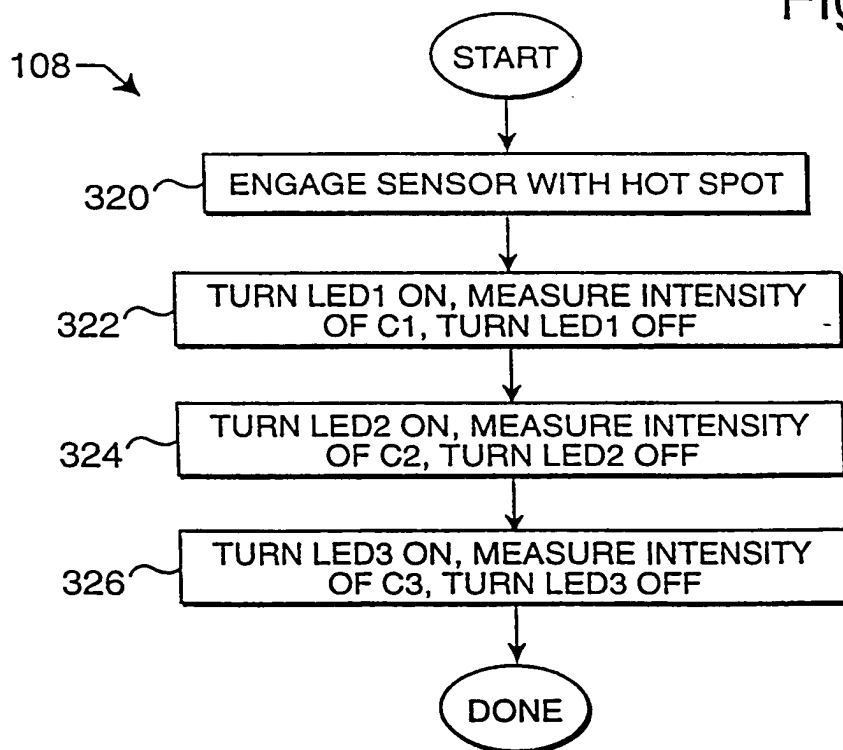 Fig
108
START
320
ENGAGE SENSOR WITH HOT SPOT
322
TURN LED1 ON, MEASURE INTENSITY
OF C1, TURN LED1 OFF
324
TURN LED2 ON, MEASURE INTENSITY
OF C2, TURN LED2 OFF
326
TURN LED3 ON, MEASURE INTENSITY
OF C3, TURN LED3 OFF
DONE